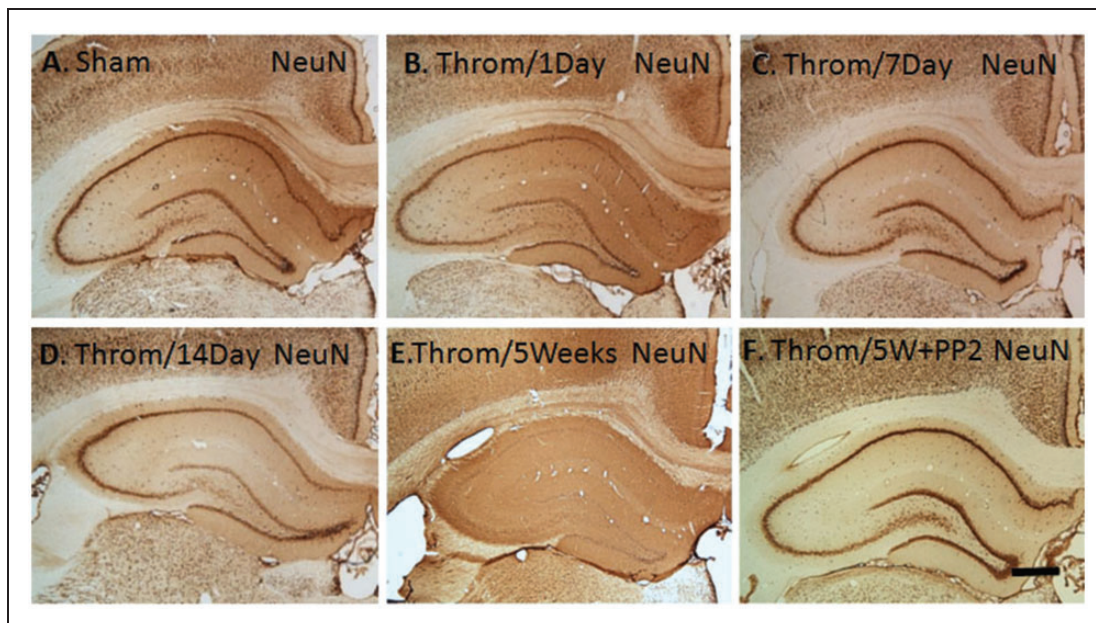 A. Sham NeuN
B. Throm/1Day NeuN
C. Throm/7Day NeuN
D. Throm/14Day NeuN
E.Throm/5Weeks NeuN
F. Throm/5W+PP2 NeuN